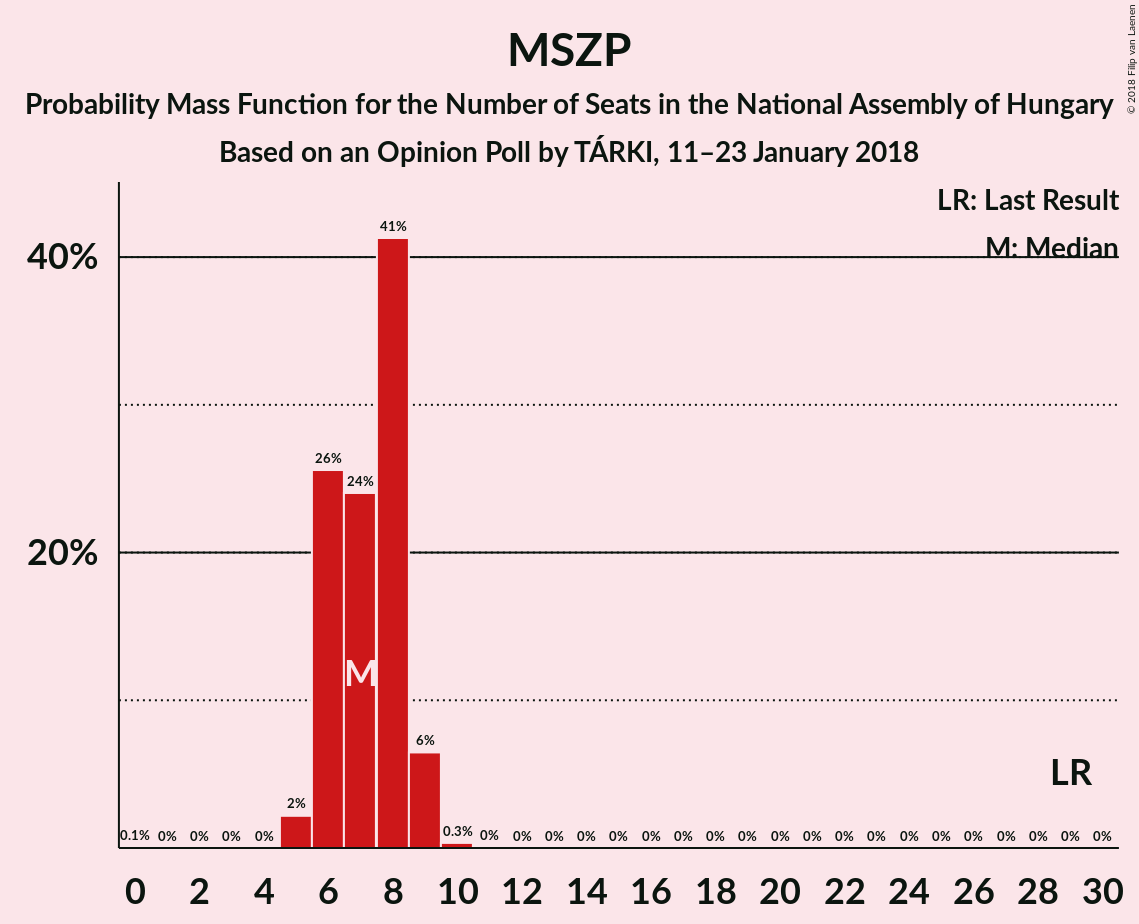 MSZP
Probability Mass Function for the Number of Seats in the National Assembly of Hungary
Based on an Opinion Poll by TÁRKI, 11–23 January 2018
© 2018 Filip van Laenen
LR: Last Result
M: Median
40%
20%
0.1% 0% 0% 0% 0% 2% 26% 24% 41% 6% 0.3% 0% 0% 0% 0% 0% 0% 0% 0% 0% 0% 0% 0% 0% 0% 0% 0% 0% 0% 0% 0%
M
LR
0 2 4 6 8 10 12 14 16 18 20 22 24 26 28 30